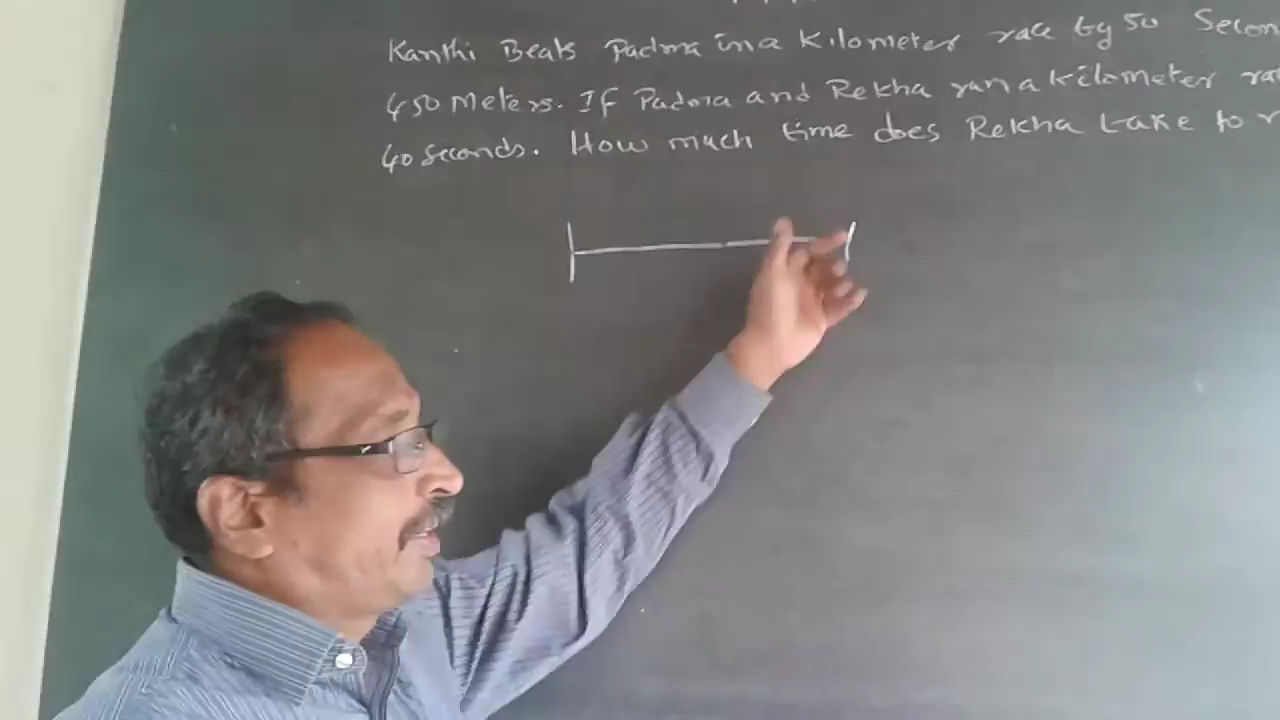 Kanthi Beats Padma in a Kilometer race by 50 Secon
450 Meters. If Padma and Rekha ran a kilometer ra
40 seconds. How much time does Rekha take to r